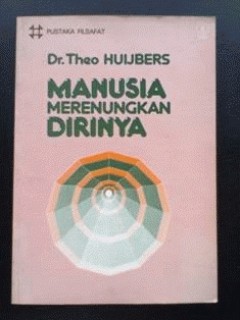 PUSTAKA FILSAFAT
Dr. Theo HUIJBERS
MANUSIA
MERENUNGKAN
DIRINYA